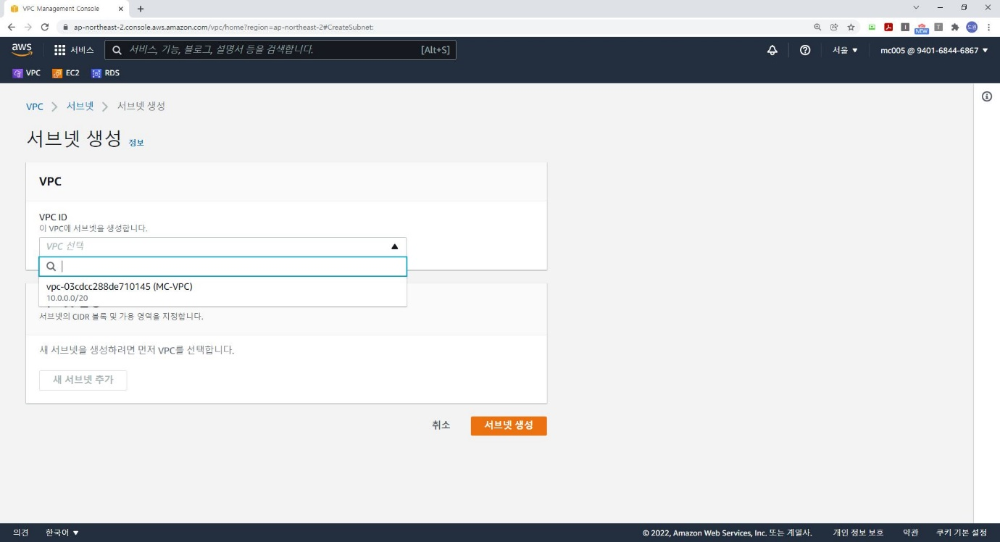 VPC Management Console
ap-northeast-2.console.aws.amazon.com/vpc/home?region=ap-northeast-2#CreateSubnet:
NEW
도원
aws
서비스
서비스, 기능, 블로그, 설명서 등을 검색합니다.
[Alt+S]
서울
mc005 @ 9401-6844-6867
VPC
EC2
RDS
VPC
서브넷
서브넷 생성
서브넷 생성
정보
VPC
VPC ID
이 VPC에 서브넷을 생성합니다.
VPC 선택
vpc-03cdcc288de710145 (MC-VPC)
10.0.0.0/20
서브넷의 CIDR 블록 및 가용 영역을 지정합니다.
새 서브넷을 생성하려면 먼저 VPC를 선택합니다.
새 서브넷 추가
취소
서브넷 생성
의견
한국어
© 2022, Amazon Web Services, Inc. 또는 계열사.
개인 정보 보호
약관
쿠키 기본 설정